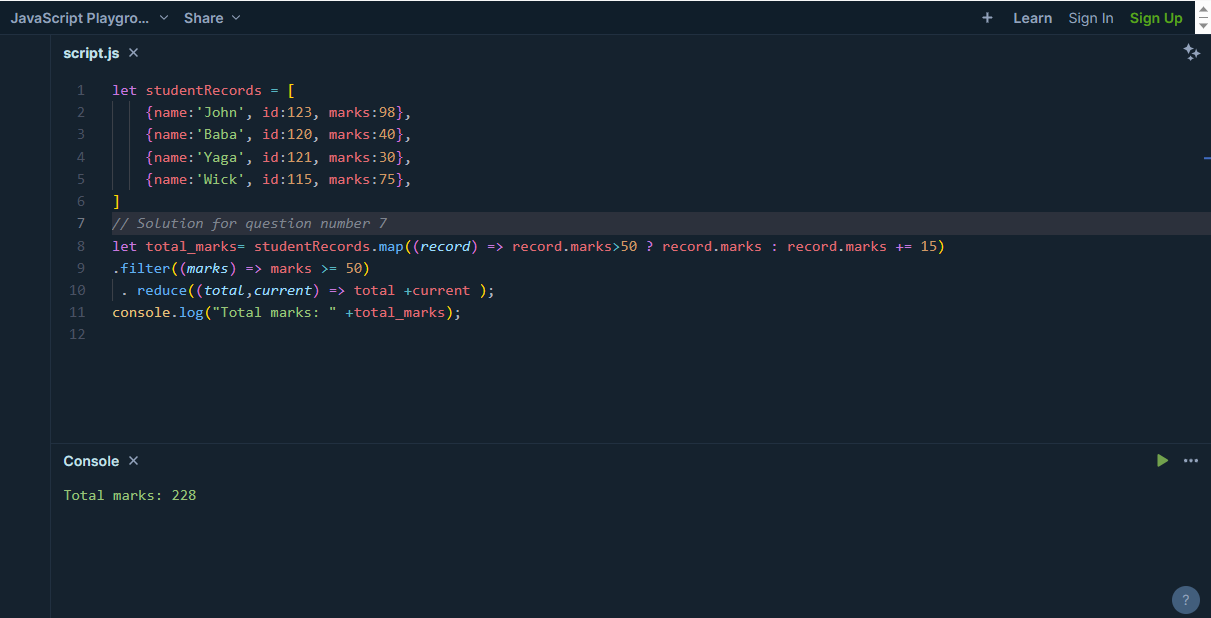 JavaScript Playgro... Share + Learn Sign In Sign Up
script.js ×
1 let studentRecords = [
2 {name:'John', id:123, marks:98},
3 {name:'Baba', id:120, marks:40},
4 {name:'Yaga', id:121, marks:30},
5 {name:'Wick', id:115, marks:75},
6 ]
7 // Solution for question number 7
8 let total_marks= studentRecords.map((record) => record.marks>50 ? record.marks : record.marks += 15)
9 .filter((marks) => marks >= 50)
10 . reduce((total,current) => total +current );
11 console.log("Total marks: " +total_marks);
12
Console ×
Total marks: 228
?